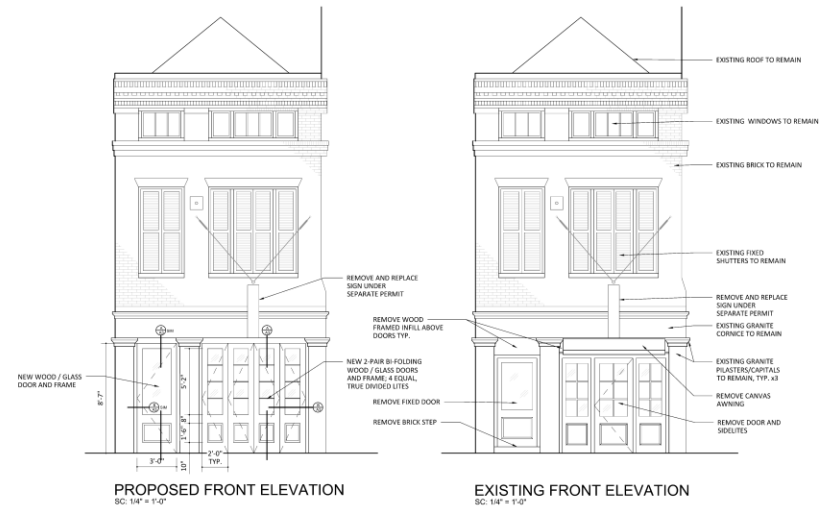 REMOVE AND REPLACE
SIGN UNDER
SEPARATE PERMIT
NEW 2-PAIR BI-FOLDING
WOOD / GLASS DOORS
AND FRAME; 4 EQUAL,
TRUE DIVIDED LITES
NEW WOOD / GLASS
DOOR AND FRAME
8'-7"
5'-2"
8"
1'-6"
10"
3'-0"
2'-0"
TYP.
PROPOSED FRONT ELEVATION
SC: 1/4" = 1'-0"
EXISTING ROOF TO REMAIN
EXISTING WINDOWS TO REMAIN
EXISTING BRICK TO REMAIN
EXISTING FIXED
SHUTTERS TO REMAIN
REMOVE AND REPLACE
SIGN UNDER
SEPARATE PERMIT
EXISTING GRANITE
CORNICE TO REMAIN
EXISTING GRANITE
PILASTERS/CAPITALS
TO REMAIN, TYP. x3
REMOVE CANVAS
AWNING
REMOVE DOOR AND
SIDELITES
REMOVE WOOD
FRAMED INFILL ABOVE
DOORS TYP.
REMOVE FIXED DOOR
REMOVE BRICK STEP
EXISTING FRONT ELEVATION
SC: 1/4" = 1'-0"